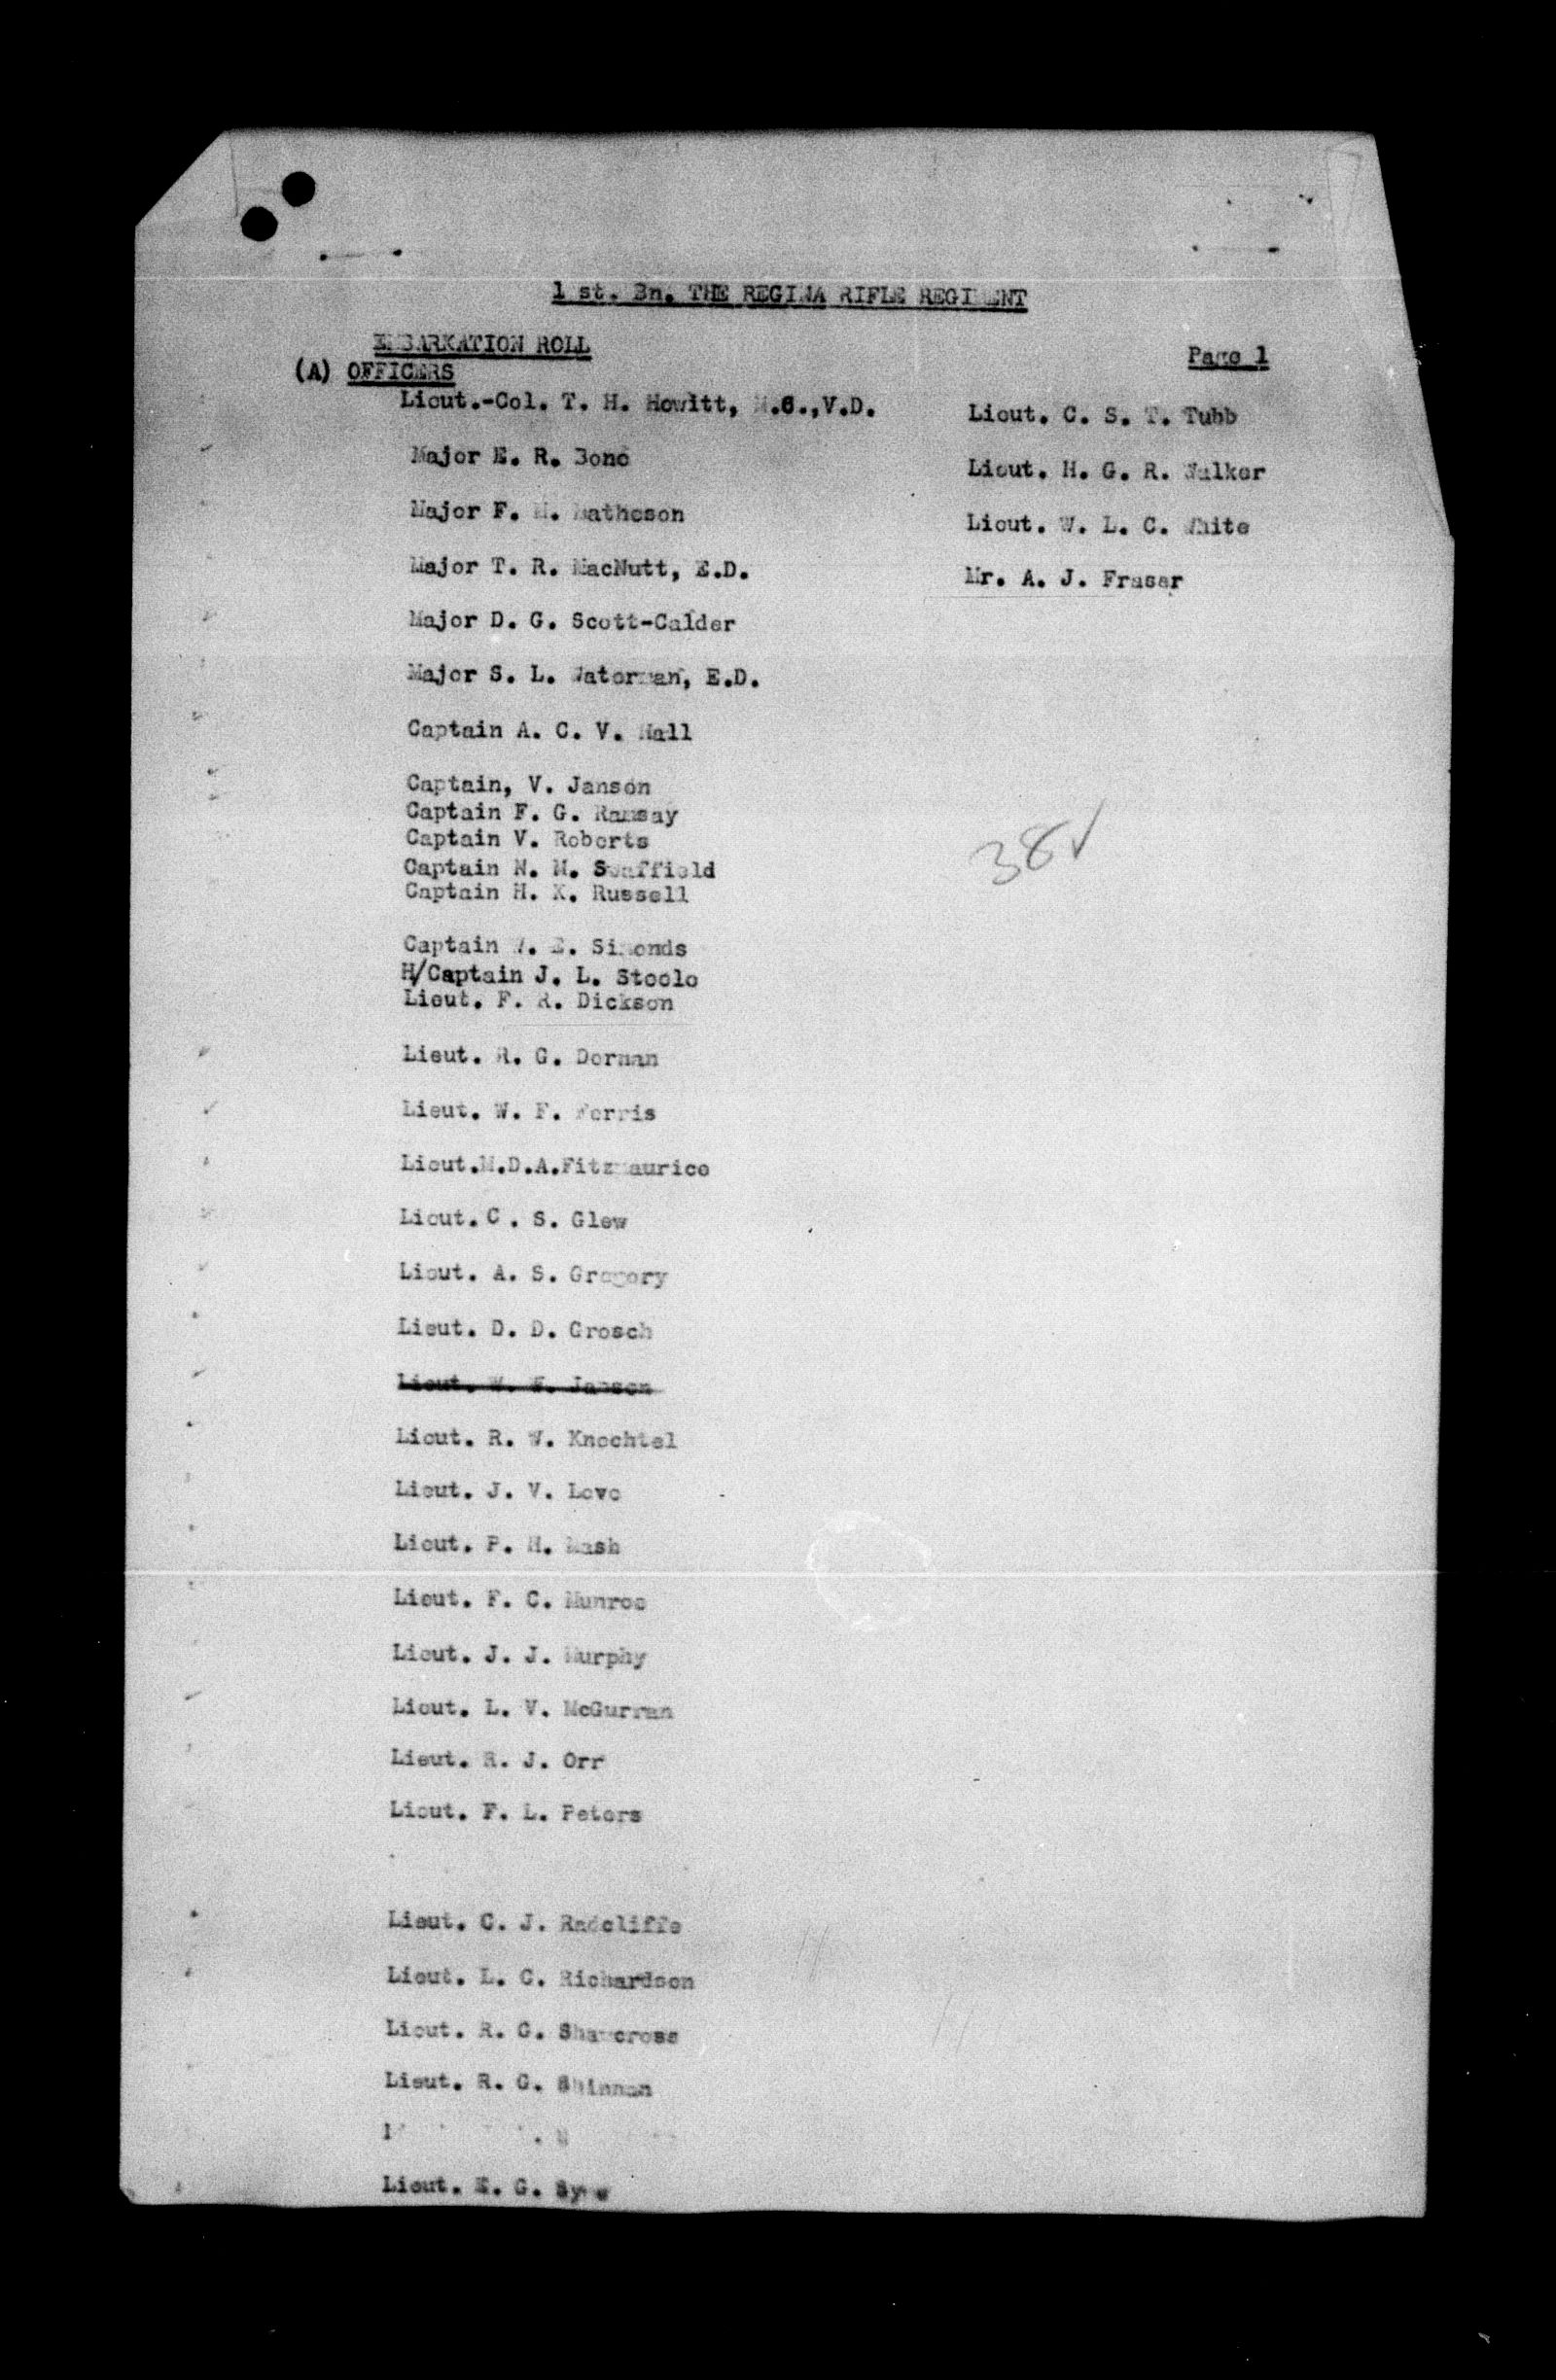 1 st. Bn. THE REGINA RIFLE REGIMENT
EMBARKATION ROLL
Page 1
(A) OFFICERS
Lieut.-Col. T. H. Howitt, M.C.,V.D.
Major E. R. Bone
Major F. M. Matheson
Major T. R. MacNutt, E.D.
Major D. G. Scott-Calder
Major S. L. Waterman, E.D.
Captain A. C. V. Hall
Captain, V. Janson
Captain F. G. Ramsay
Captain V. Roberts
Captain N. M. Seaffield
Captain H. K. Russell
Captain W. E. Simonds
H/Captain J. L. Steele
Lieut. F. R. Dickson
Lieut. R. G. Dorman
Lieut. W. F. Ferris
Lieut.M.D.A.Fitzmaurice
Lieut. C . S. Glew
Lieut. A. S. Gregory
Lieut. D. D. Grosch
Lieut. Janson
Lieut. R. W. Knechtel
Lieut. J. V. Love
Lieut. P. H. Mash
Lieut. F. C. Munroe
Lieut. J. J. Murphy
Lieut. L. V. McGurran
Lieut. R. J. Orr
Lieut. F. L. Peters
Lieut. C. J. Radcliffe
Lieut. L. C. Richardson
Lieut. R. G. Shawcross
Lieut. R. G. Shinnan
Lieut. G.
Lieut. C. S. T. Tubb
Lieut. H. G. R. Walker
Lieut. W. L. C. White
Mr. A. J. Fraser
38 ✓